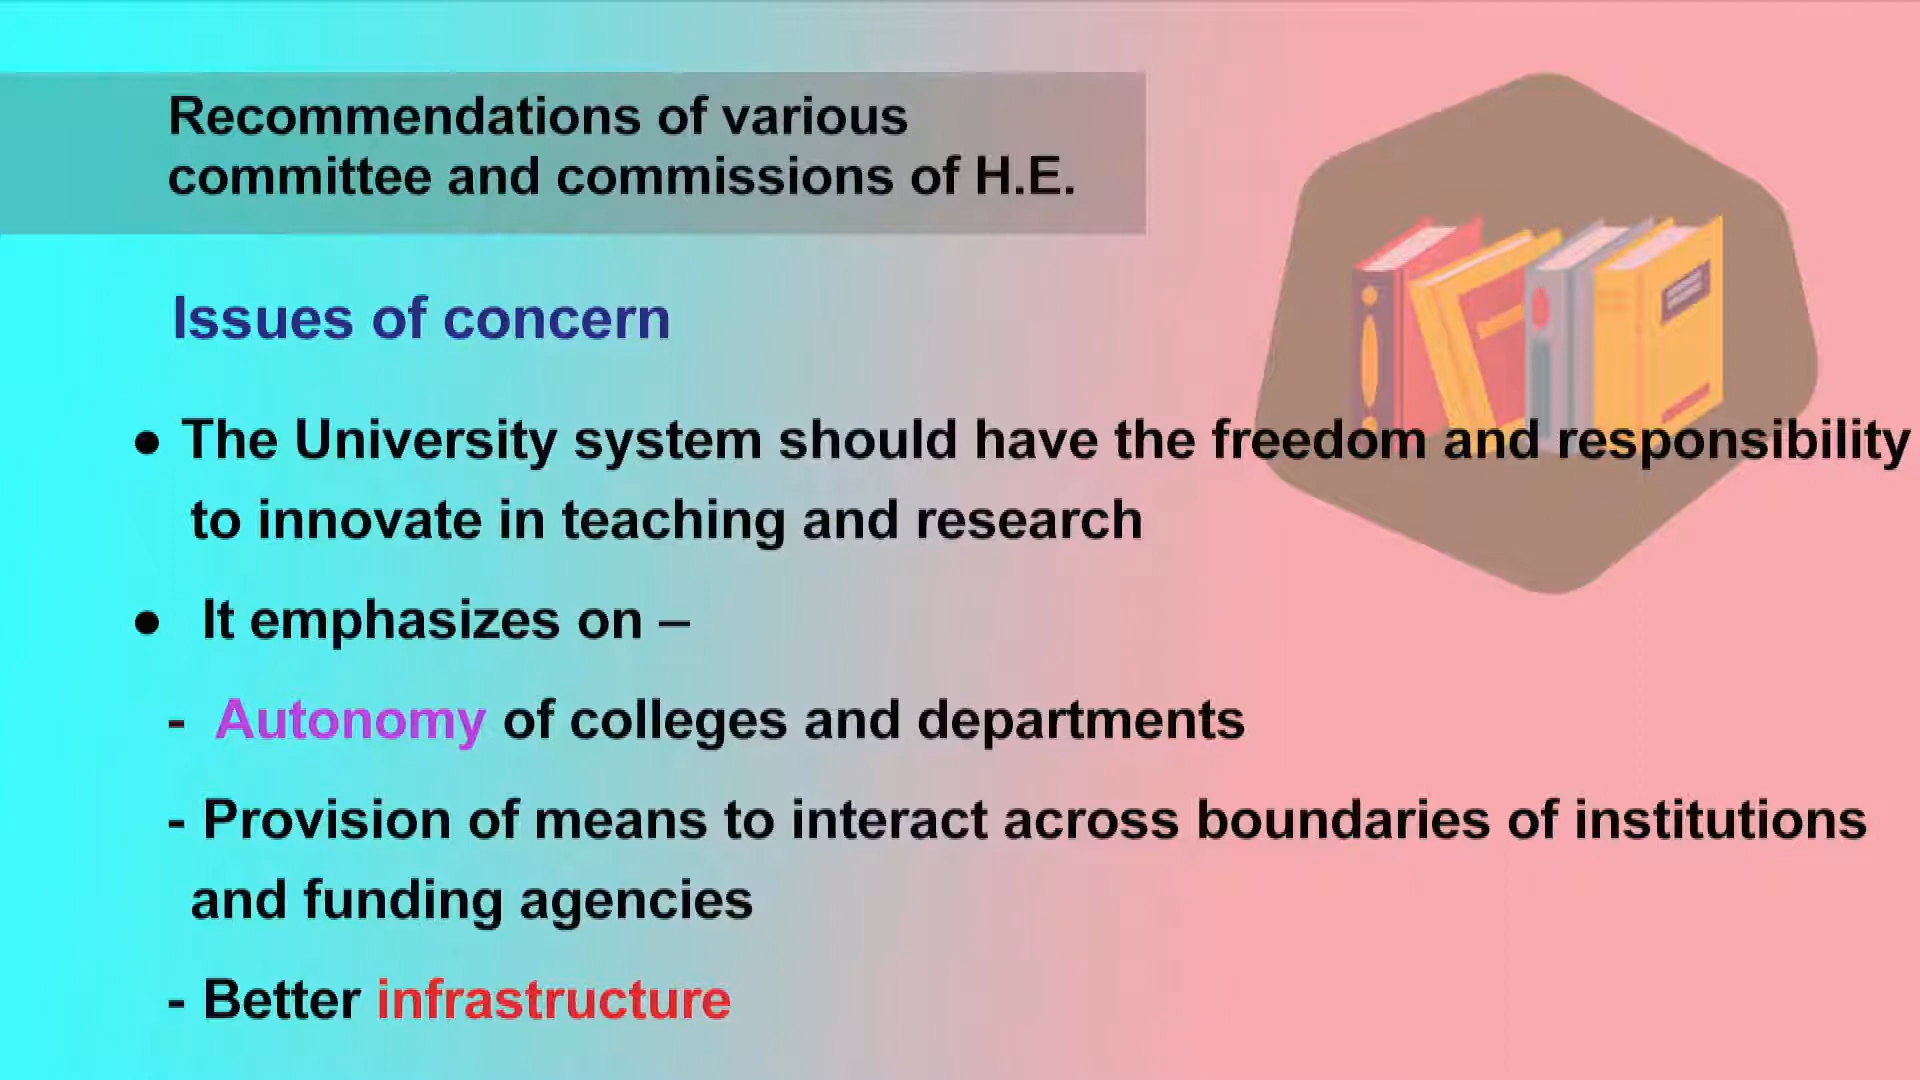 Recommendations of various
committee and commissions of H.E.
Issues of concern
● The University system should have the freedom and responsibility
to innovate in teaching and research
● It emphasizes on –
- Autonomy of colleges and departments
- Provision of means to interact across boundaries of institutions
and funding agencies
- Better infrastructure